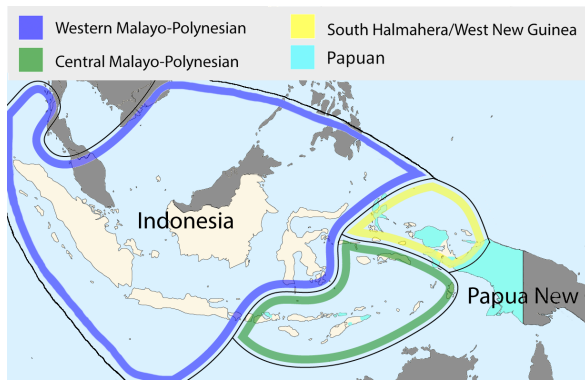 Western Malayo-Polynesian
Central Malayo-Polynesian
South Halmahera/West New Guinea
Papuan
Indonesia
Papua New